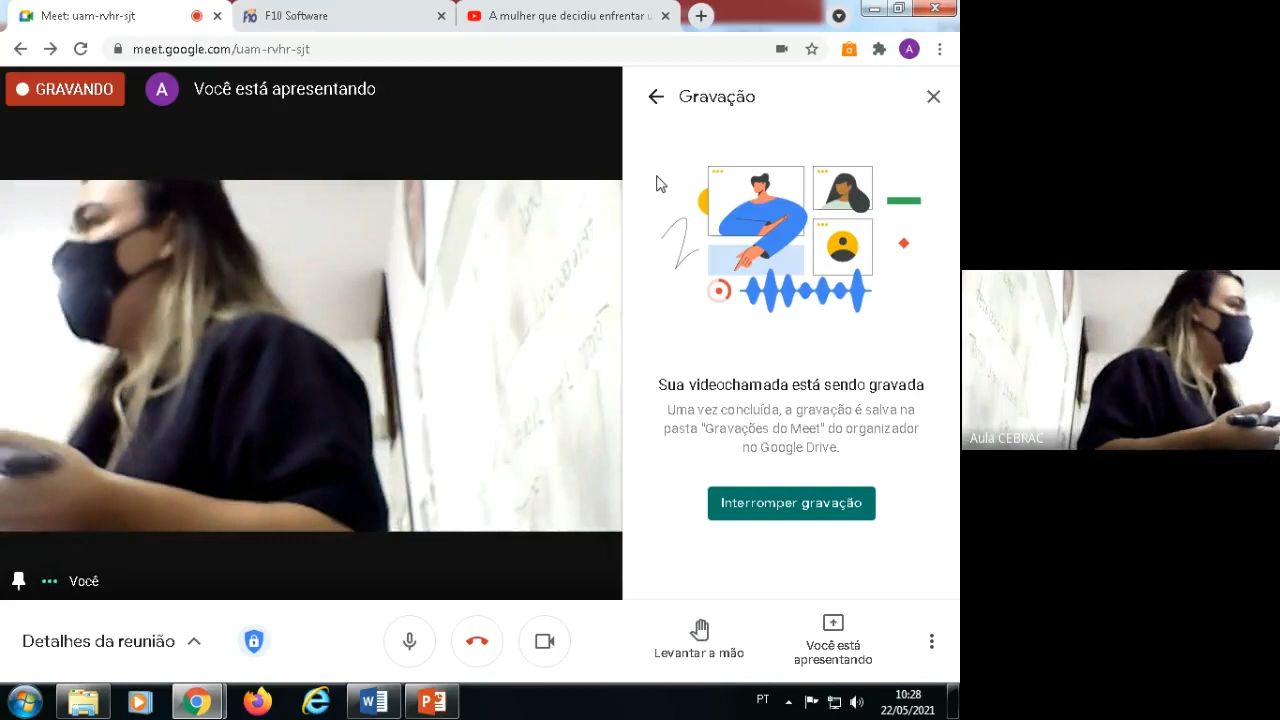 Meet: uam-rvhr-sjt
F10 Software
A mulher que decidiu enfrentar u
meet.google.com/uam-rvhr-sjt
A
GRAVANDO
A
Você está apresentando
Gravação
Sua videochamada está sendo gravada
Uma vez concluída, a gravação é salva na
pasta "Gravações do Meet" do organizador
no Google Drive.
Interromper gravação
Aula CEBRAC
Você
Detalhes da reunião
Levantar a mão
Você está
apresentando
PT
10:28
22/05/2021